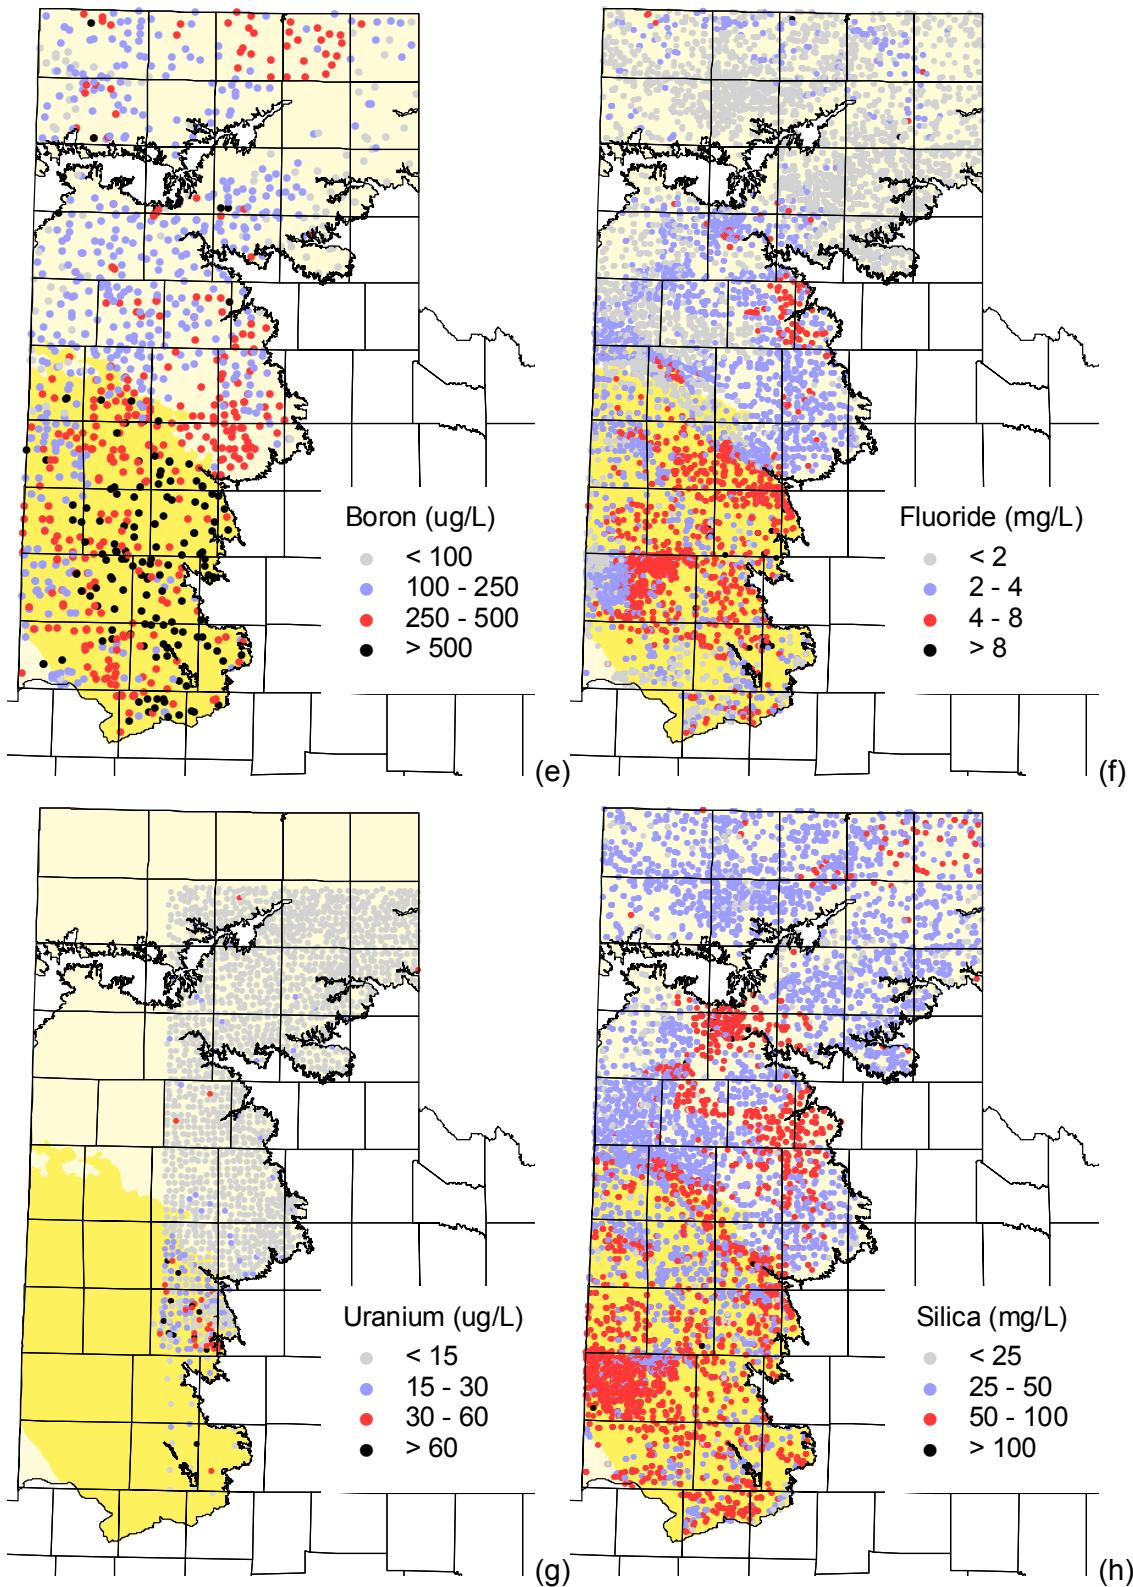 Boron (ug/L)
< 100
100 - 250
250 - 500
> 500
(e)
Fluoride (mg/L)
< 2
2 - 4
4 - 8
> 8
(f)
Uranium (ug/L)
< 15
15 - 30
30 - 60
> 60
(g)
Silica (mg/L)
< 25
25 - 50
50 - 100
> 100
(h)